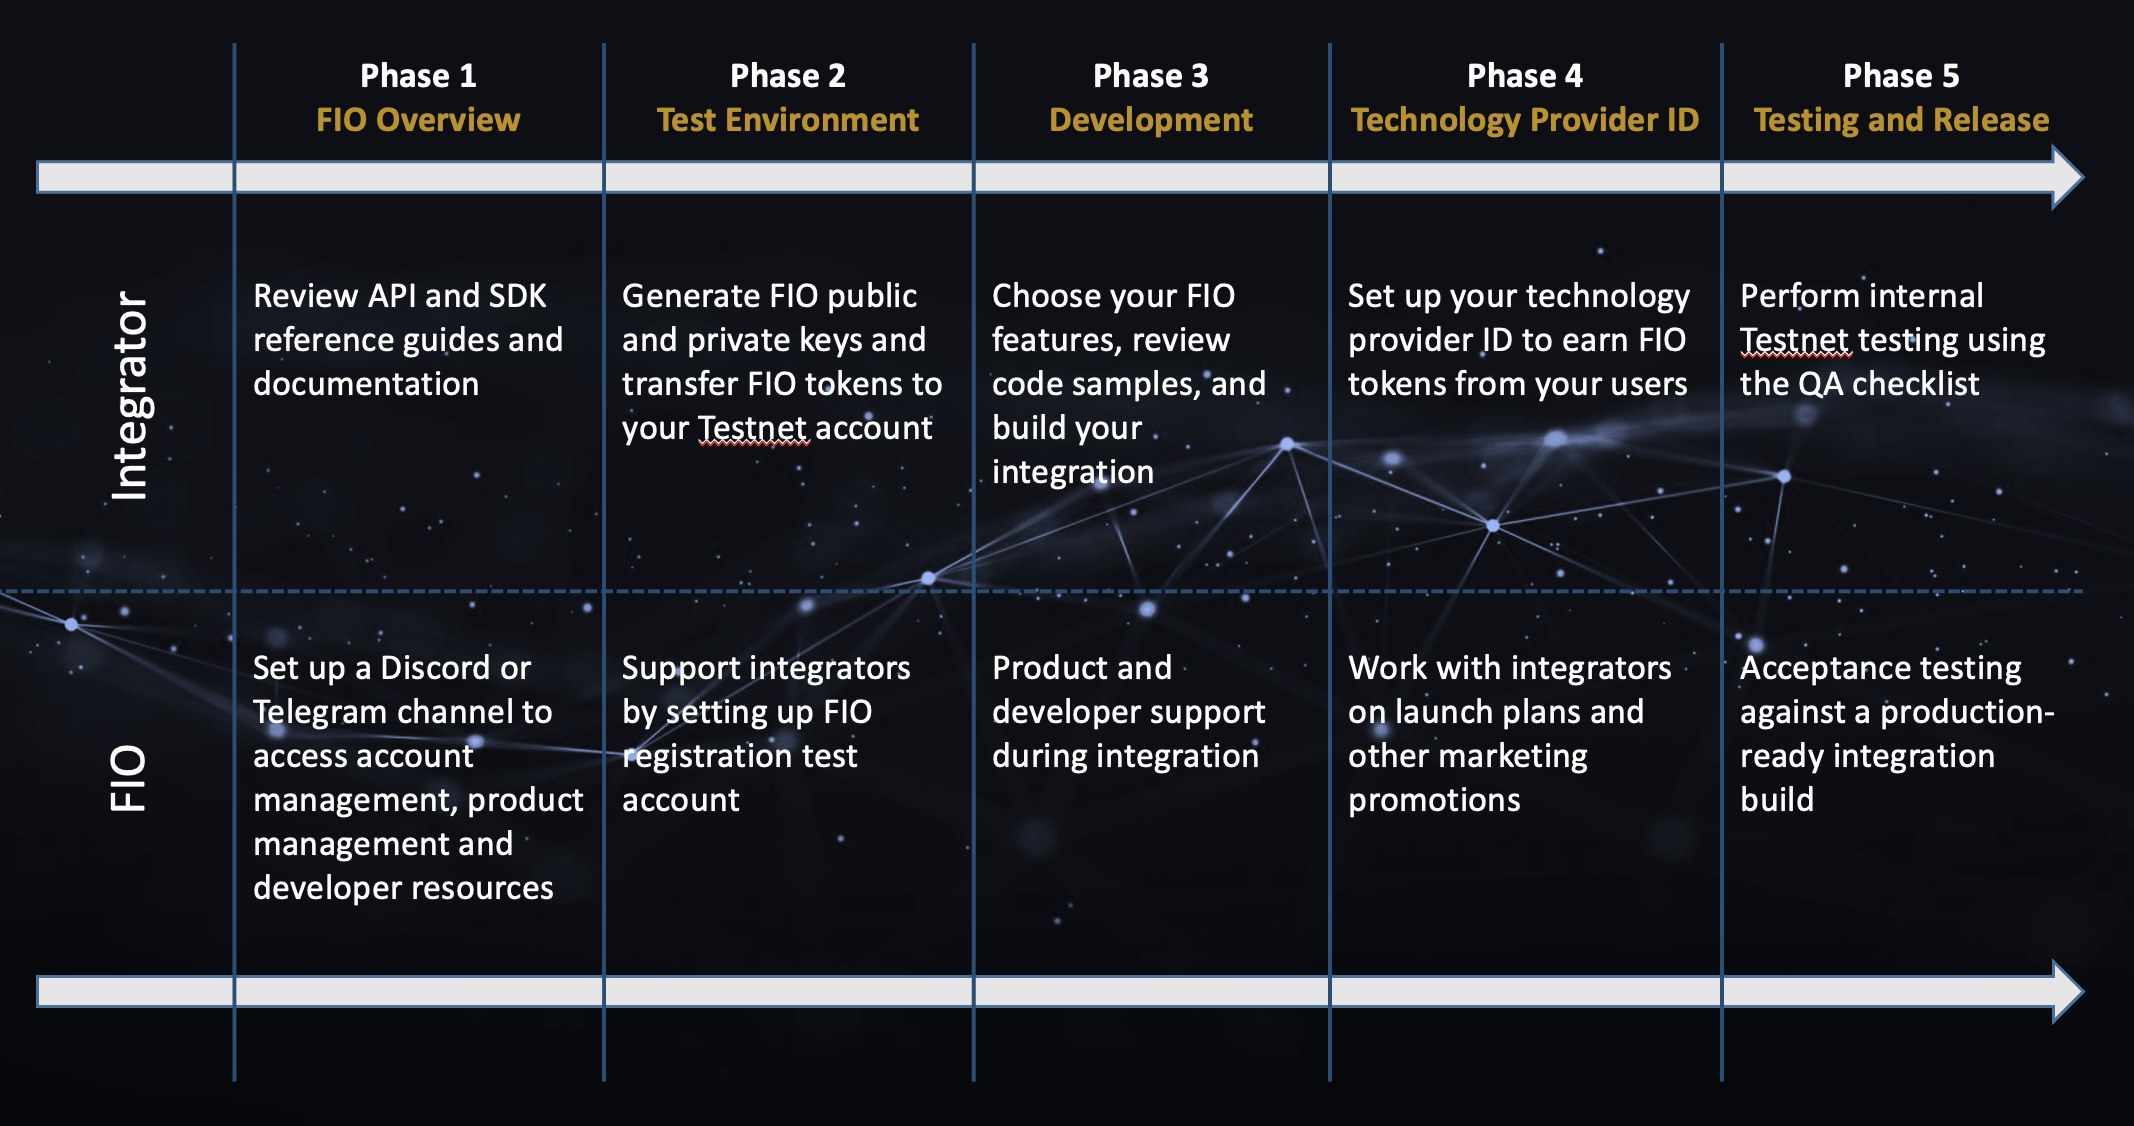 Phase 1
FIO Overview
Phase 2
Test Environment
Phase 3
Development
Phase 4
Technology Provider ID
Phase 5
Testing and Release
Integrator
Review API and SDK
reference guides and
documentation
Generate FIO public
and private keys and
transfer FIO tokens to
your Testnet account
Choose your FIO
features, review
code samples, and
build your
integration
Set up your technology
provider ID to earn FIO
tokens from your users
Perform internal
Testnet testing using
the QA checklist
FIO
Set up a Discord or
Telegram channel to
access account
management, product
management and
developer resources
Support integrators
by setting up FIO
registration test
account
Product and
developer support
during integration
Work with integrators
on launch plans and
other marketing
promotions
Acceptance testing
against a production-
ready integration
build